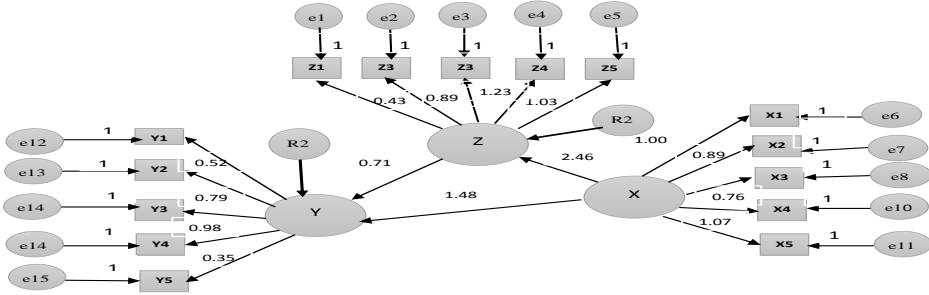 e1 e2 e3 e4 e5
1 1 1 1 1
Z1 Z3 Z3 Z4 Z5
0.43 0.89 1.23 1.03
Z R2
R2
0.71 2.46 1.00
X1 1 e6
0.89 X2 1 e7
X3 1 e8
X 0.76 X4 1 e10
1.07 X5 1 e11
1.48
e12 1 Y1
0.52
e13 1 Y2
0.79
e14 1 Y3
Y
0.98
e14 1 Y4
0.35
e15 1 Y5